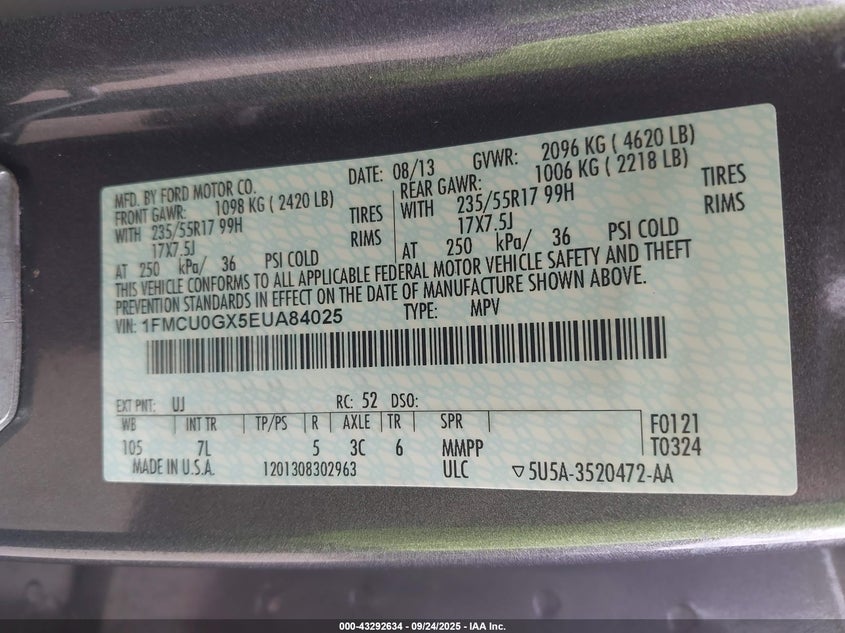 MFD. BY FORD MOTOR CO. DATE: 08/13 GVWR: 2096 KG ( 4620 LB)
FRONT GAWR: 1098 KG ( 2420 LB) REAR GAWR: 1006 KG ( 2218 LB)
WITH 235/55R17 99H TIRES WITH 235/55R17 99H TIRES
17X7.5J RIMS 17X7.5J RIMS
AT 250 kPa/ 36 PSI COLD AT 250 kPa/ 36 PSI COLD
THIS VEHICLE CONFORMS TO ALL APPLICABLE FEDERAL MOTOR VEHICLE SAFETY AND THEFT
PREVENTION STANDARDS IN EFFECT ON THE DATE OF MANUFACTURE SHOWN ABOVE.
VIN: 1FMCU0GX5EUA84025 TYPE: MPV
EXT PNT: UJ RC: 52 DSO:
WB INT TR TP/PS R AXLE TR SPR F0121
105 7L 5 3C 6 MMPP T0324
MADE IN U.S.A. 1201308302963 ULC ▽5U5A-3520472-AA
000-43292634 - 09/24/2025 - IAA Inc.